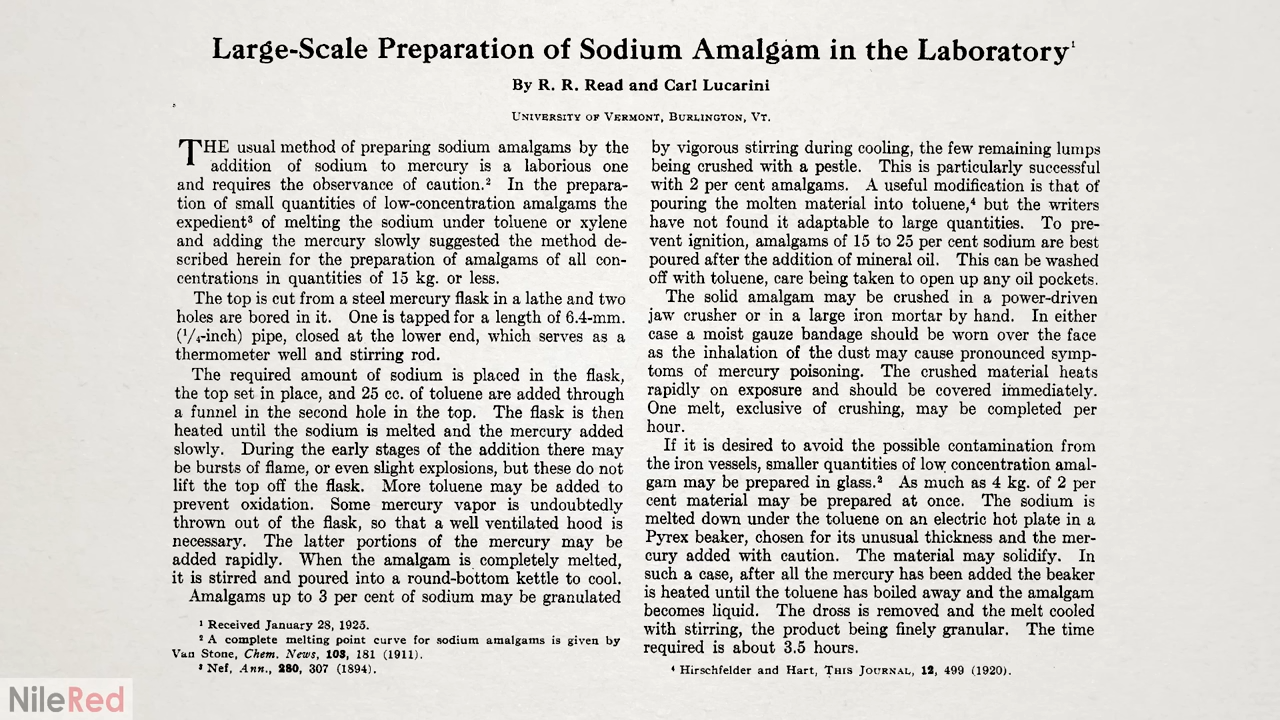 Large-Scale Preparation of Sodium Amalgam in the Laboratory¹
By R. R. Read and Carl Lucarini
University of Vermont, Burlington, Vt.
THE usual method of preparing sodium amalgams by the
addition of sodium to mercury is a laborious one
and requires the observance of caution.² In the prepara-
tion of small quantities of low-concentration amalgams the
expedient³ of melting the sodium under toluene or xylene
and adding the mercury slowly suggested the method de-
scribed herein for the preparation of amalgams of all con-
centrations in quantities of 15 kg. or less.
The top is cut from a steel mercury flask in a lathe and two
holes are bored in it. One is tapped for a length of 6.4-mm.
(¹/₄-inch) pipe, closed at the lower end, which serves as a
thermometer well and stirring rod.
The required amount of sodium is placed in the flask,
the top set in place, and 25 cc. of toluene are added through
a funnel in the second hole in the top. The flask is then
heated until the sodium is melted and the mercury added
slowly. During the early stages of the addition there may
be bursts of flame, or even slight explosions, but these do not
lift the top off the flask. More toluene may be added to
prevent oxidation. Some mercury vapor is undoubtedly
thrown out of the flask, so that a well ventilated hood is
necessary. The latter portions of the mercury may be
added rapidly. When the amalgam is completely melted,
it is stirred and poured into a round-bottom kettle to cool.
Amalgams up to 3 per cent of sodium may be granulated
¹ Received January 28, 1925.
² A complete melting point curve for sodium amalgams is given by
Van Stone, Chem. News, 103, 181 (1911).
³ Nef, Ann., 280, 307 (1894).
by vigorous stirring during cooling, the few remaining lumps
being crushed with a pestle. This is particularly successful
with 2 per cent amalgams. A useful modification is that of
pouring the molten material into toluene,⁴ but the writers
have not found it adaptable to large quantities. To pre-
vent ignition, amalgams of 15 to 25 per cent sodium are best
poured after the addition of mineral oil. This can be washed
off with toluene, care being taken to open up any oil pockets.
The solid amalgam may be crushed in a power-driven
jaw crusher or in a large iron mortar by hand. In either
case a moist gauze bandage should be worn over the face
as the inhalation of the dust may cause pronounced symp-
toms of mercury poisoning. The crushed material heats
rapidly on exposure and should be covered immediately.
One melt, exclusive of crushing, may be completed per
hour.
If it is desired to avoid the possible contamination from
the iron vessels, smaller quantities of low concentration amal-
gam may be prepared in glass.² As much as 4 kg. of 2 per
cent material may be prepared at once. The sodium is
melted down under the toluene on an electric hot plate in a
Pyrex beaker, chosen for its unusual thickness and the mer-
cury added with caution. The material may solidify. In
such a case, after all the mercury has been added the beaker
is heated until the toluene has boiled away and the amalgam
becomes liquid. The dross is removed and the melt cooled
with stirring, the product being finely granular. The time
required is about 3.5 hours.
⁴ Hirschfelder and Hart, This Journal, 12, 499 (1920).
NileRed